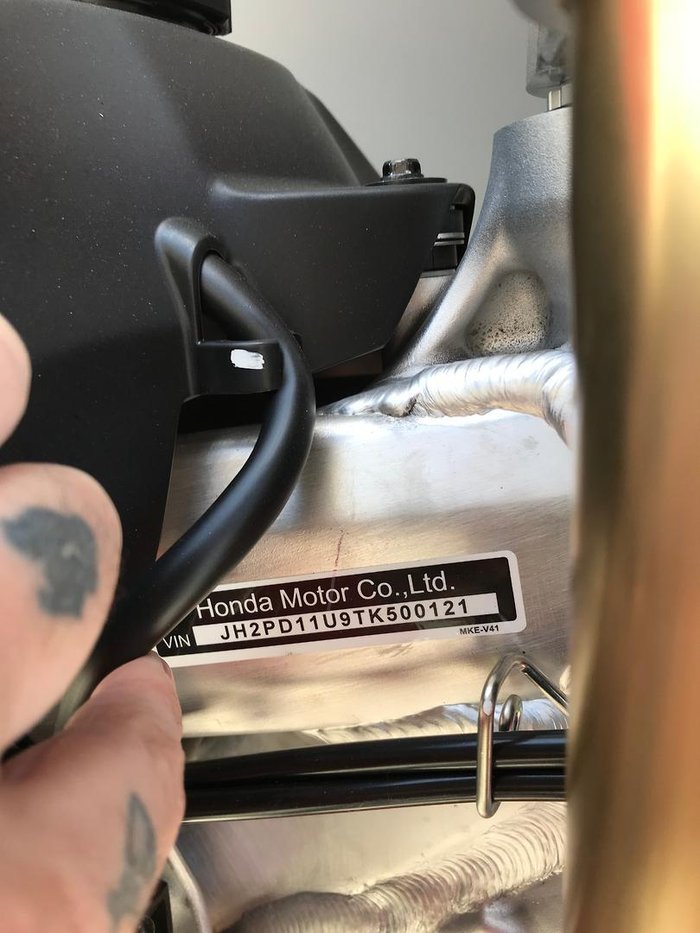 Honda Motor Co.,Ltd.
VIN JH2PD11U9TK500121
MKE-V41